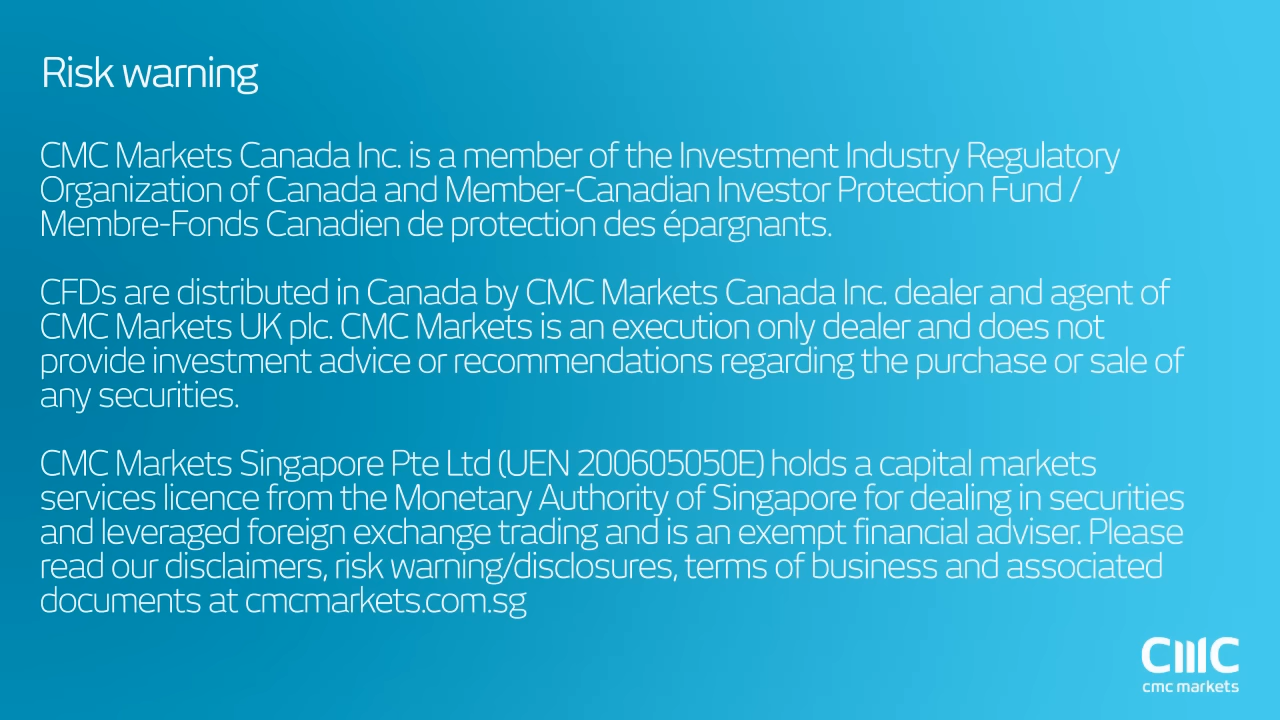 Risk warning
CMC Markets Canada Inc. is a member of the Investment Industry Regulatory
Organization of Canada and Member-Canadian Investor Protection Fund /
Membre-Fonds Canadien de protection des épargnants.
CFDs are distributed in Canada by CMC Markets Canada Inc. dealer and agent of
CMC Markets UK plc. CMC Markets is an execution only dealer and does not
provide investment advice or recommendations regarding the purchase or sale of
any securities.
CMC Markets Singapore Pte Ltd (UEN 200605050E) holds a capital markets
services licence from the Monetary Authority of Singapore for dealing in securities
and leveraged foreign exchange trading and is an exempt financial adviser. Please
read our disclaimers, risk warning/disclosures, terms of business and associated
documents at cmcmarkets.com.sg
CMC
cmc markets